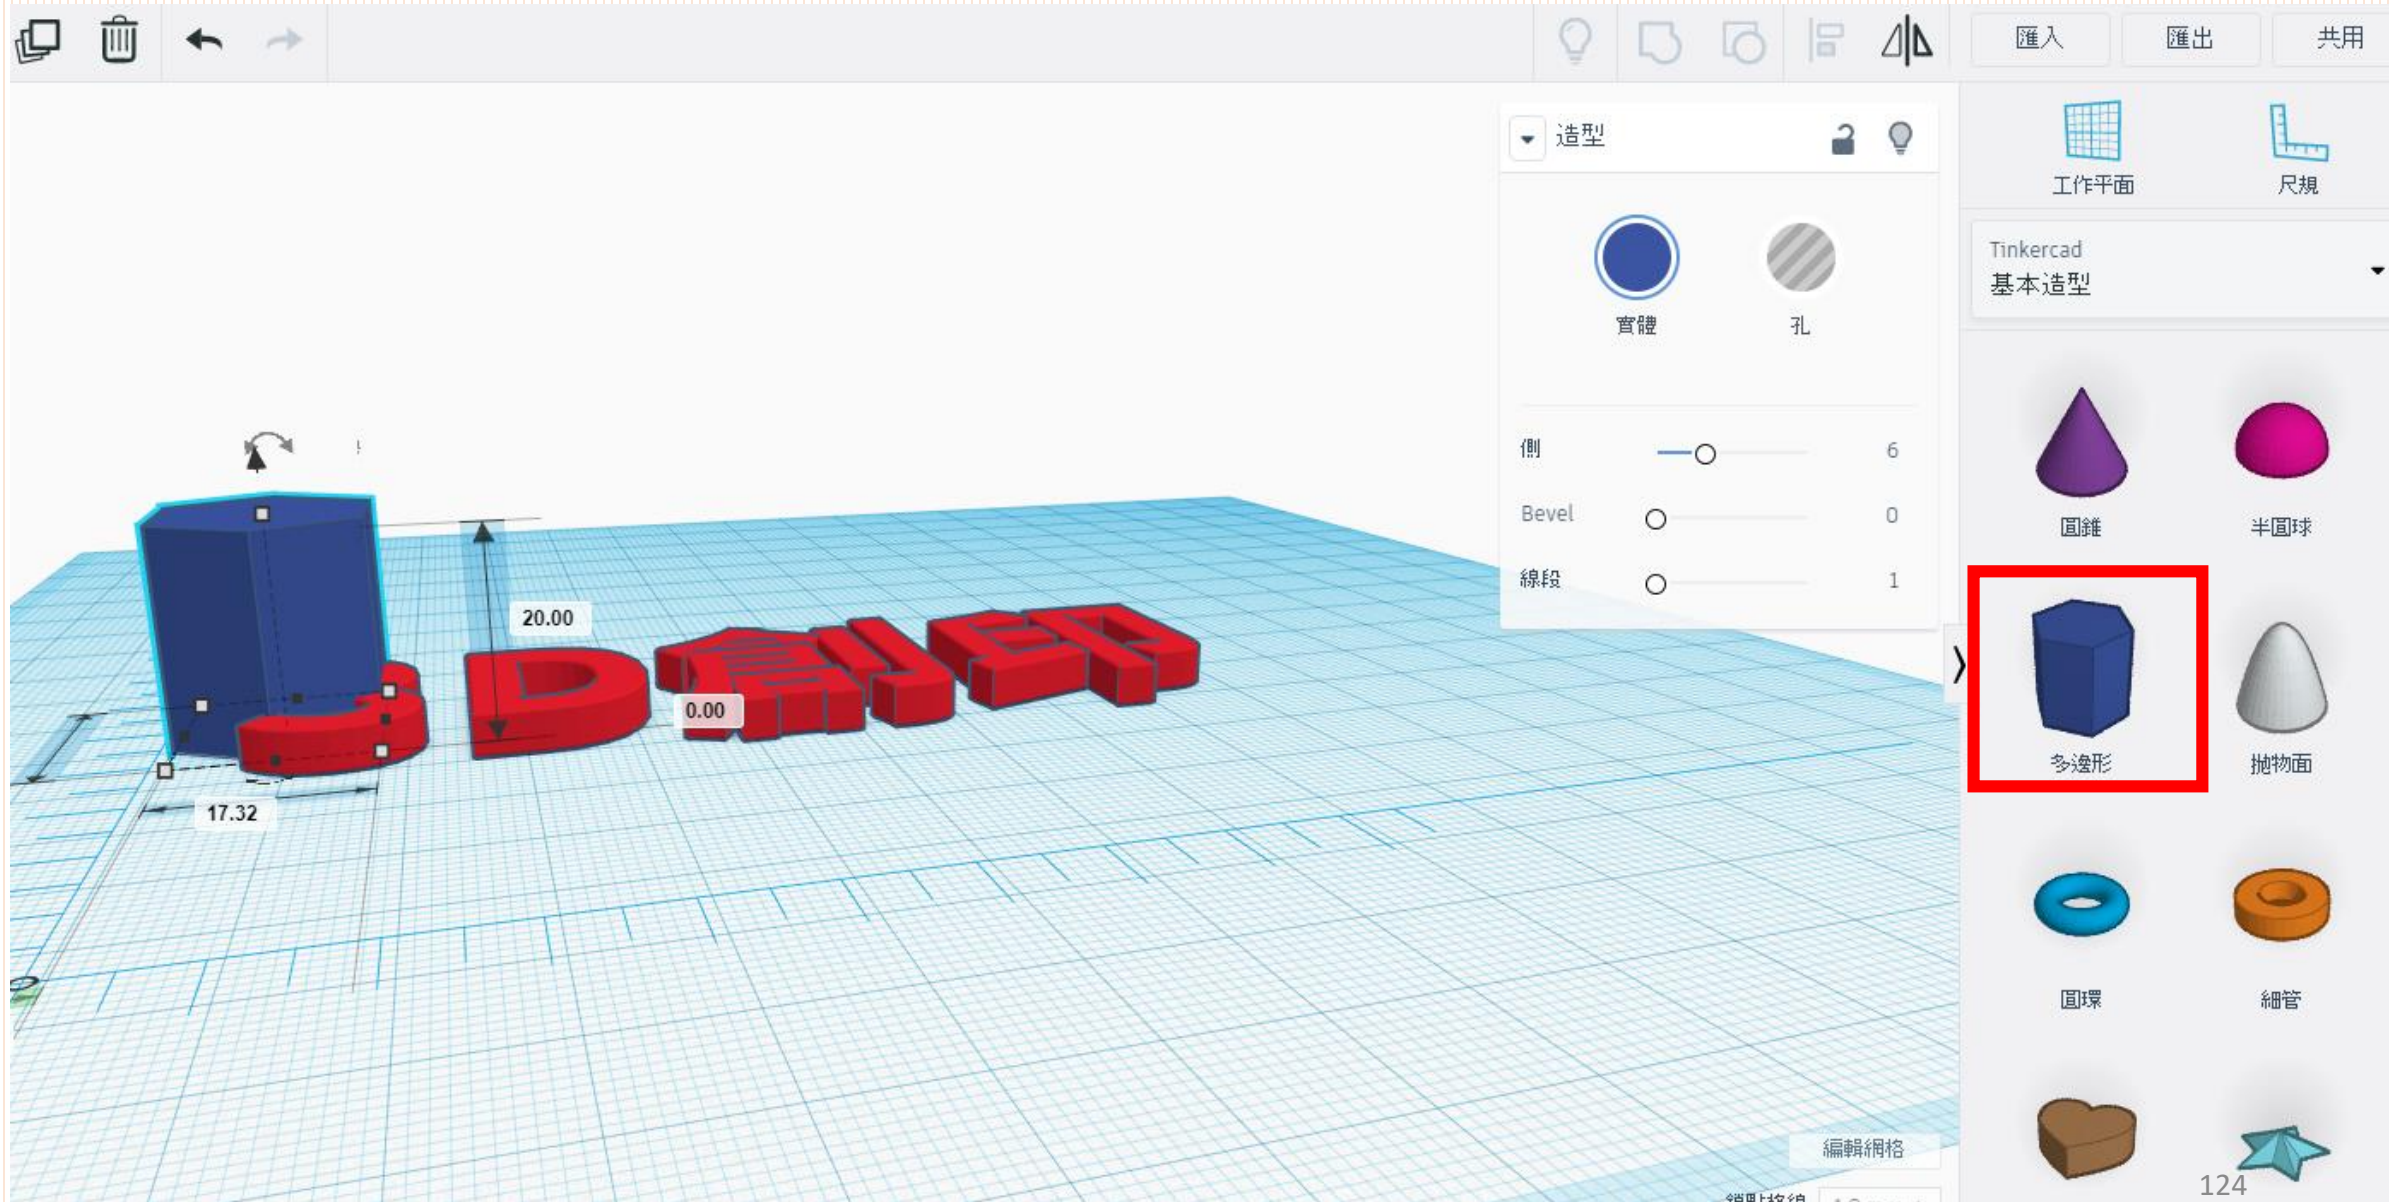 匯入
匯出
共用
造型
工作平面
尺規
Tinkercad
基本造型
實體
孔
側
6
Bevel
0
線段
1
圓錐
半圓球
20.00
0.00
17.32
多邊形
拋物面
圓環
細管
編輯網格
124
3D